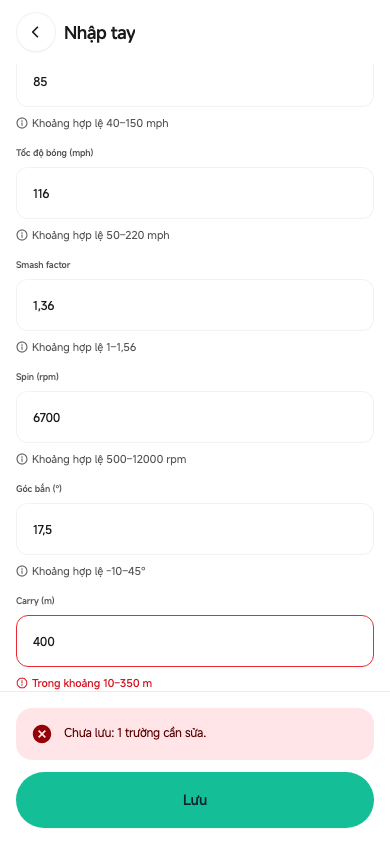 Nhập tay
85
Khoảng hợp lệ 40–150 mph
Tốc độ bóng (mph)
116
Khoảng hợp lệ 50–220 mph
Smash factor
1,36
Khoảng hợp lệ 1–1,56
Spin (rpm)
6700
Khoảng hợp lệ 500–12000 rpm
Góc bắn (°)
17,5
Khoảng hợp lệ -10–45°
Carry (m)
400
Trong khoảng 10–350 m
Chưa lưu: 1 trường cần sửa.
Lưu